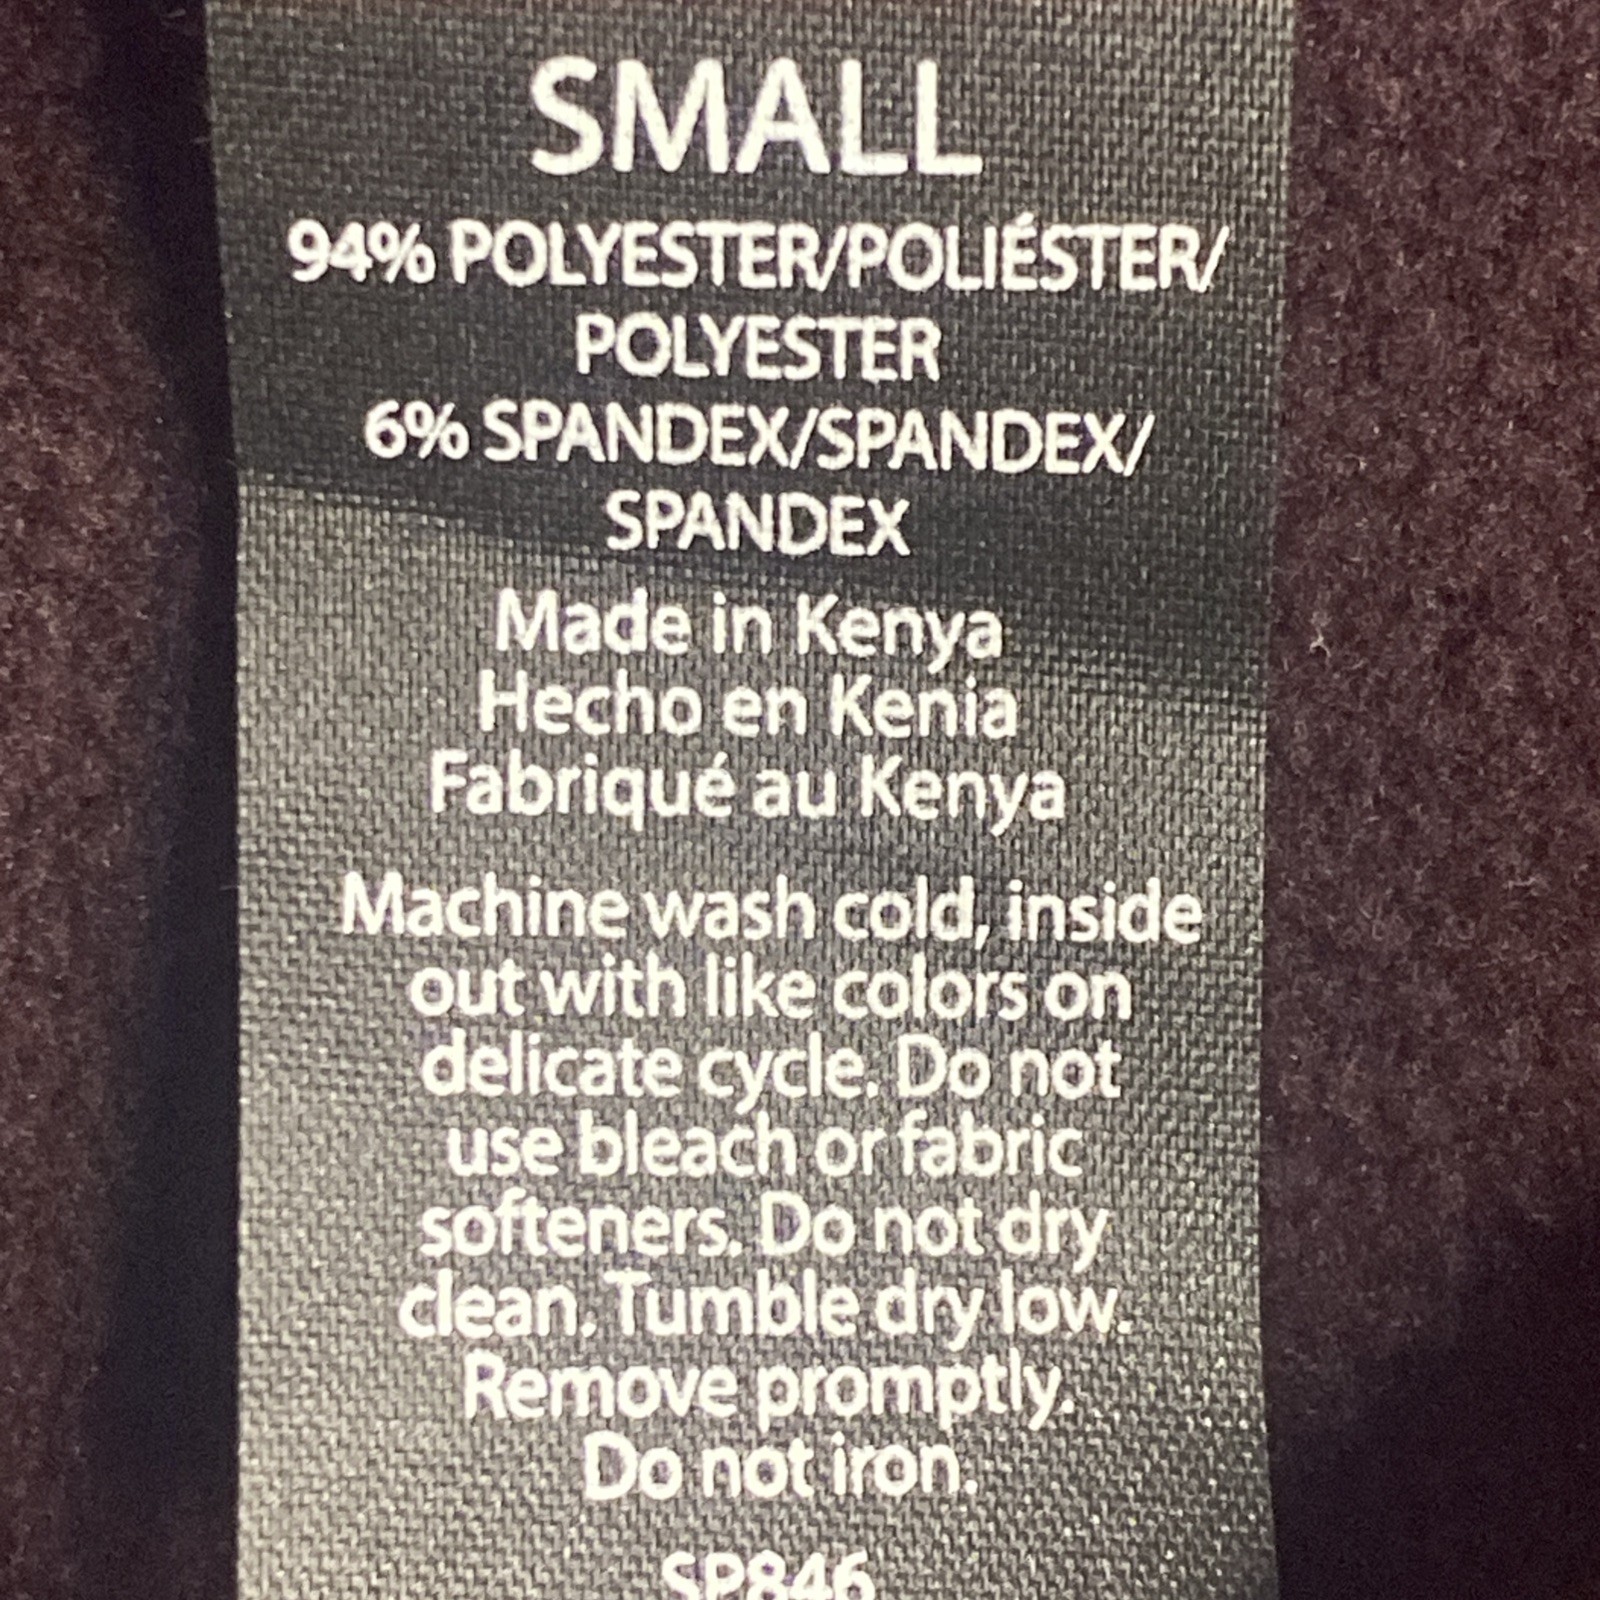 SMALL
94% POLYESTER/POLIÉSTER/
POLYESTER
6% SPANDEX/SPANDEX/
SPANDEX
Made in Kenya
Hecho en Kenia
Fabriqué au Kenya
Machine wash cold, inside
out with like colors on
delicate cycle. Do not
use bleach or fabric
softeners. Do not dry
clean. Tumble dry low.
Remove promptly.
Do not iron.
SP846